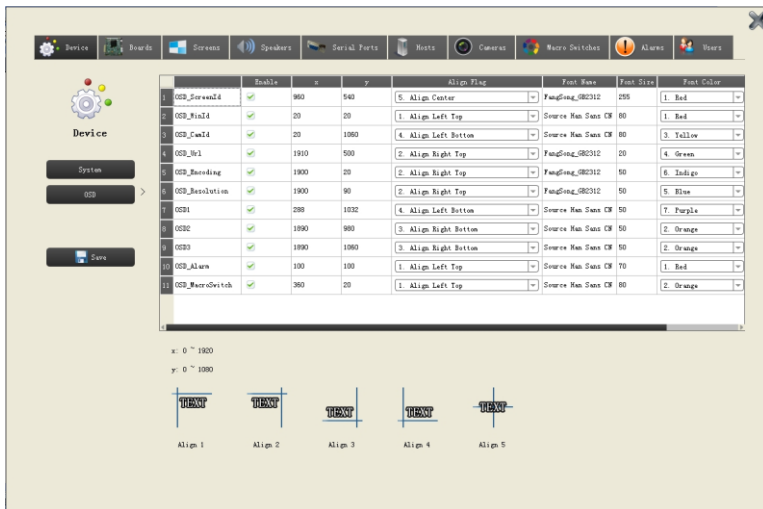 Device Boards Screens Speakers Serial Ports Hosts Cameras Macro Switches Alarms Users
Enable x y Align Flag Font Name Font Size Font Color
1 OSD_ScreenId 960 540 5. Align Center FangSong_GB2312 255 1. Red
2 OSD_WinId 20 20 1. Align Left Top Source Han Sans CN 80 1. Red
3 OSD_CamId 20 1060 4. Align Left Bottom Source Han Sans CN 80 3. Yellow
4 OSD_Url 1910 500 2. Align Right Top FangSong_GB2312 20 4. Green
5 OSD_Encoding 1900 20 2. Align Right Top FangSong_GB2312 50 6. Indigo
6 OSD_Resolution 1900 90 2. Align Right Top FangSong_GB2312 50 5. Blue
7 OSD1 288 1032 4. Align Left Bottom Source Han Sans CN 50 7. Purple
8 OSD2 1890 980 3. Align Right Bottom Source Han Sans CN 50 2. Orange
9 OSD3 1890 1060 3. Align Right Bottom Source Han Sans CN 50 2. Orange
10 OSD_Alarm 100 100 1. Align Left Top Source Han Sans CN 70 1. Red
11 OSD_MacroSwitch 360 20 1. Align Left Top Source Han Sans CN 80 2. Orange
Device
System
OSD >
Save
x: 0 ~ 1920
y: 0 ~ 1080
TEXT TEXT TEXT TEXT TEXT
Align 1 Align 2 Align 3 Align 4 Align 5